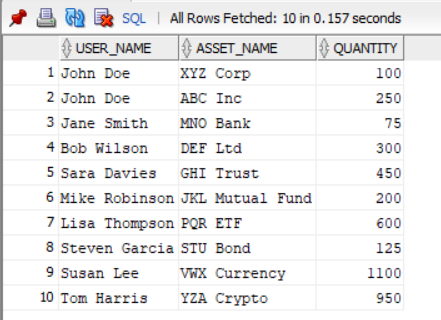 SQL | All Rows Fetched: 10 in 0.157 seconds
USER_NAME ASSET_NAME QUANTITY
1 John Doe XYZ Corp 100
2 John Doe ABC Inc 250
3 Jane Smith MNO Bank 75
4 Bob Wilson DEF Ltd 300
5 Sara Davies GHI Trust 450
6 Mike Robinson JKL Mutual Fund 200
7 Lisa Thompson PQR ETF 600
8 Steven Garcia STU Bond 125
9 Susan Lee VWX Currency 1100
10 Tom Harris YZA Crypto 950